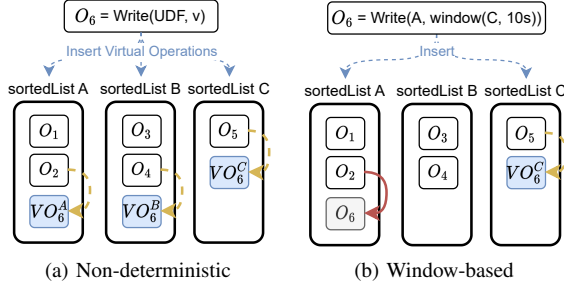 O₆ = Write(UDF, v)
Insert Virtual Operations
sortedList A sortedList B sortedList C
O₁ O₃ O₅
O₂ O₄ VO₆ᶜ
VO₆ᴬ VO₆ᴮ
(a) Non-deterministic
O₆ = Write(A, window(C, 10s))
Insert
sortedList A sortedList B sortedList C
O₁ O₃ O₅
O₂ O₄ VO₆ᶜ
O₆
(b) Window-based